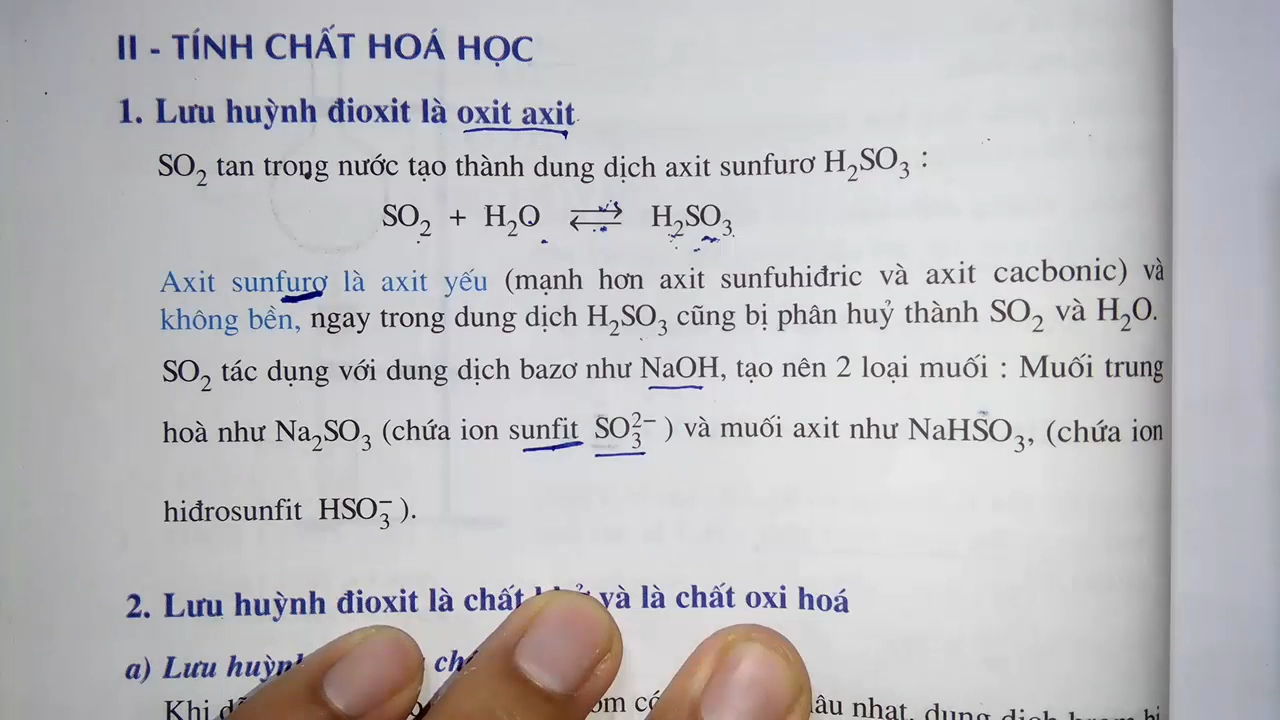 II - TÍNH CHẤT HOÁ HỌC
1. Lưu huỳnh đioxit là oxit axit
SO₂ tan trong nước tạo thành dung dịch axit sunfurơ H₂SO₃ :
SO₂ + H₂O ⇌ H₂SO₃
Axit sunfurơ là axit yếu (mạnh hơn axit sunfuhiđric và axit cacbonic) và
không bền, ngay trong dung dịch H₂SO₃ cũng bị phân huỷ thành SO₂ và H₂O.
SO₂ tác dụng với dung dịch bazơ như NaOH, tạo nên 2 loại muối : Muối trung
hoà như Na₂SO₃ (chứa ion sunfit SO₃²⁻ ) và muối axit như NaHSO₃, (chứa ion
hiđrosunfit HSO₃⁻ ).
2. Lưu huỳnh đioxit là chất và là chất oxi hoá
a) Lưu
Khi có nhạt, dung dịch